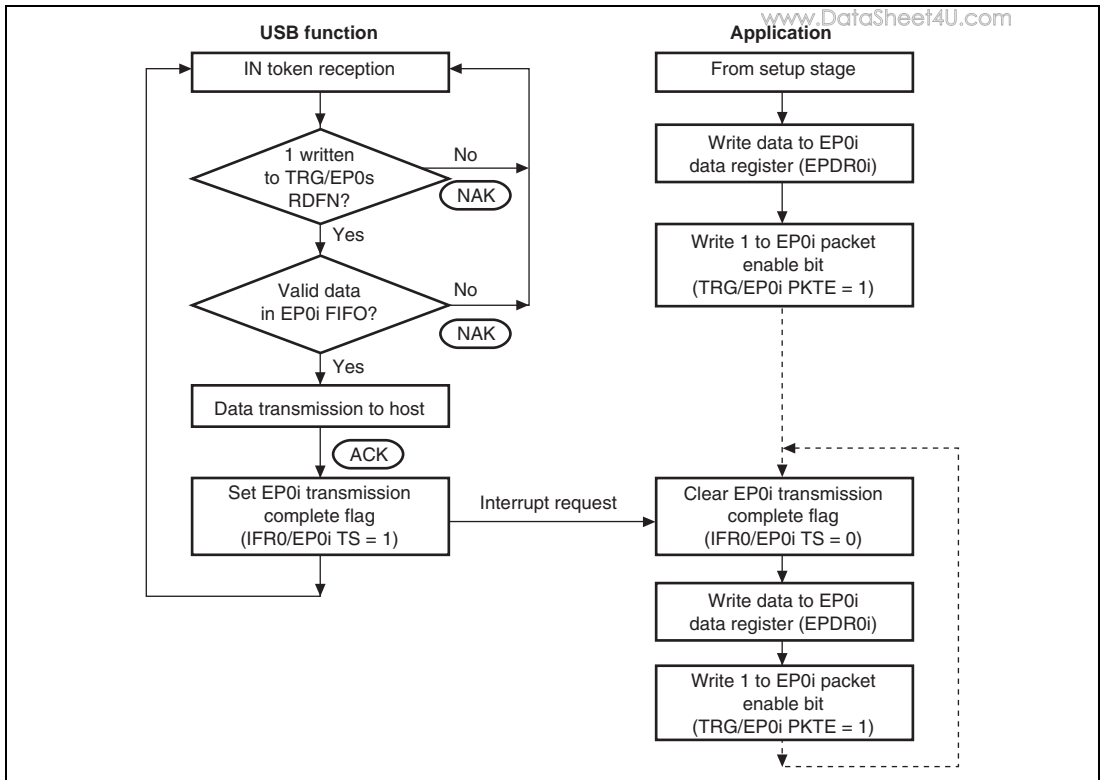 www.DataSheet4U.com
USB function
IN token reception
1 written
to TRG/EP0s
RDFN?
No
NAK
Yes
Valid data
in EP0i FIFO?
No
NAK
Yes
Data transmission to host
ACK
Set EP0i transmission
complete flag
(IFR0/EP0i TS = 1)
Interrupt request
Application
From setup stage
Write data to EP0i
data register (EPDR0i)
Write 1 to EP0i packet
enable bit
(TRG/EP0i PKTE = 1)
Clear EP0i transmission
complete flag
(IFR0/EP0i TS = 0)
Write data to EP0i
data register (EPDR0i)
Write 1 to EP0i packet
enable bit
(TRG/EP0i PKTE = 1)